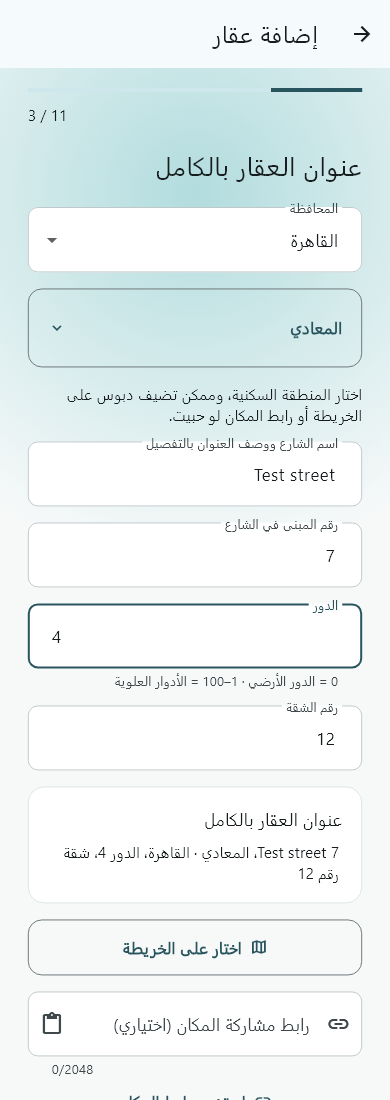 إضافة عقار
3 / 11
عنوان العقار بالكامل
المحافظة
القاهرة
المعادي
اختار المنطقة السكنية، وممكن تضيف دبوس على
الخريطة أو رابط المكان لو حبيت.
اسم الشارع ووصف العنوان بالتفصيل
Test street
رقم المبنى في الشارع
7
الدور
4
0 = الدور الأرضي · 1–100 = الأدوار العلوية
رقم الشقة
12
عنوان العقار بالكامل
7 Test street، المعادي · القاهرة، الدور 4، شقة
رقم 12
اختار على الخريطة
رابط مشاركة المكان (اختياري)
0/2048